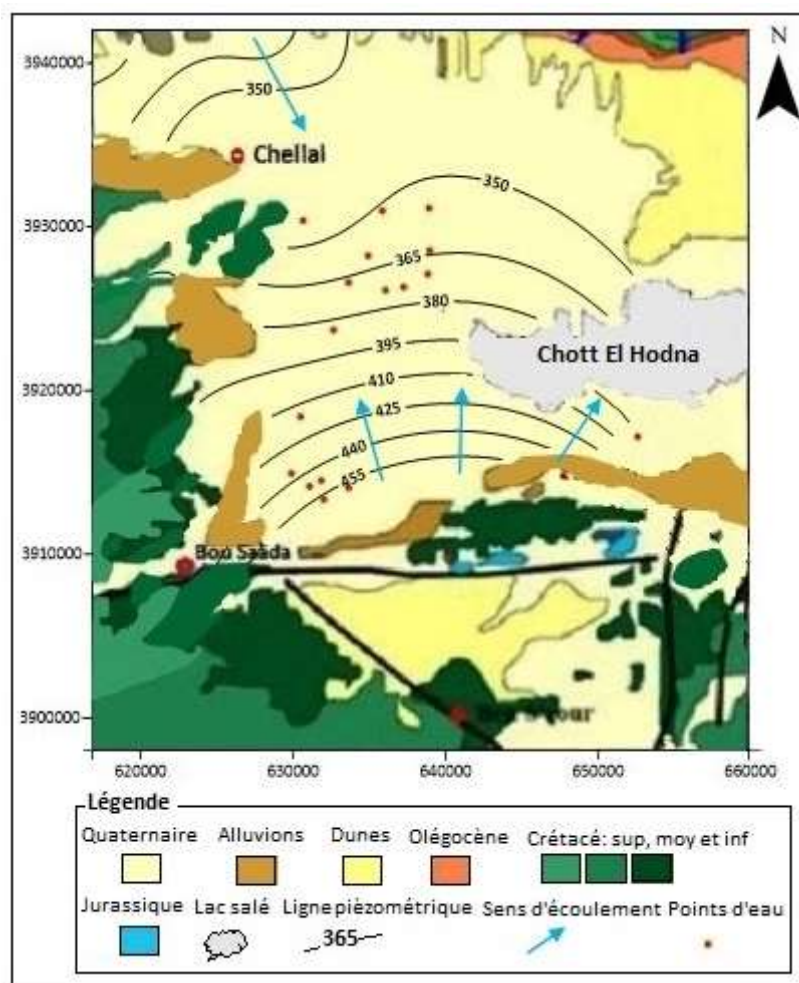 N
3940000
350
Chellal
350
3930000
365
380
395
Chott El Hodna
3920000
410
425
440
455
3910000
Bou Saâda
3900000
620000 630000 640000 650000 660000
Légende
Quaternaire Alluvions Dunes Olégocène Crétacé: sup, moy et inf
Jurassique Lac salé Ligne pièzométrique Sens d'écoulement Points d'eau
365